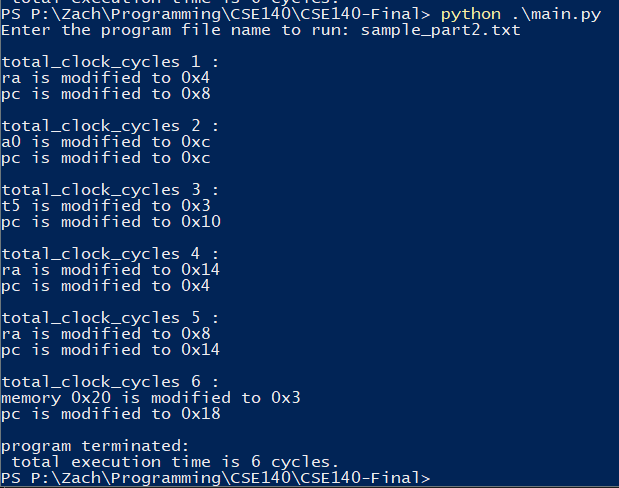 total execution time is 6 cycles.
PS P:\Zach\Programming\CSE140\CSE140-Final> python .\main.py
Enter the program file name to run: sample_part2.txt
total_clock_cycles 1 :
ra is modified to 0x4
pc is modified to 0x8
total_clock_cycles 2 :
a0 is modified to 0xc
pc is modified to 0xc
total_clock_cycles 3 :
t5 is modified to 0x3
pc is modified to 0x10
total_clock_cycles 4 :
ra is modified to 0x14
pc is modified to 0x4
total_clock_cycles 5 :
ra is modified to 0x8
pc is modified to 0x14
total_clock_cycles 6 :
memory 0x20 is modified to 0x3
pc is modified to 0x18
program terminated:
total execution time is 6 cycles.
PS P:\Zach\Programming\CSE140\CSE140-Final>